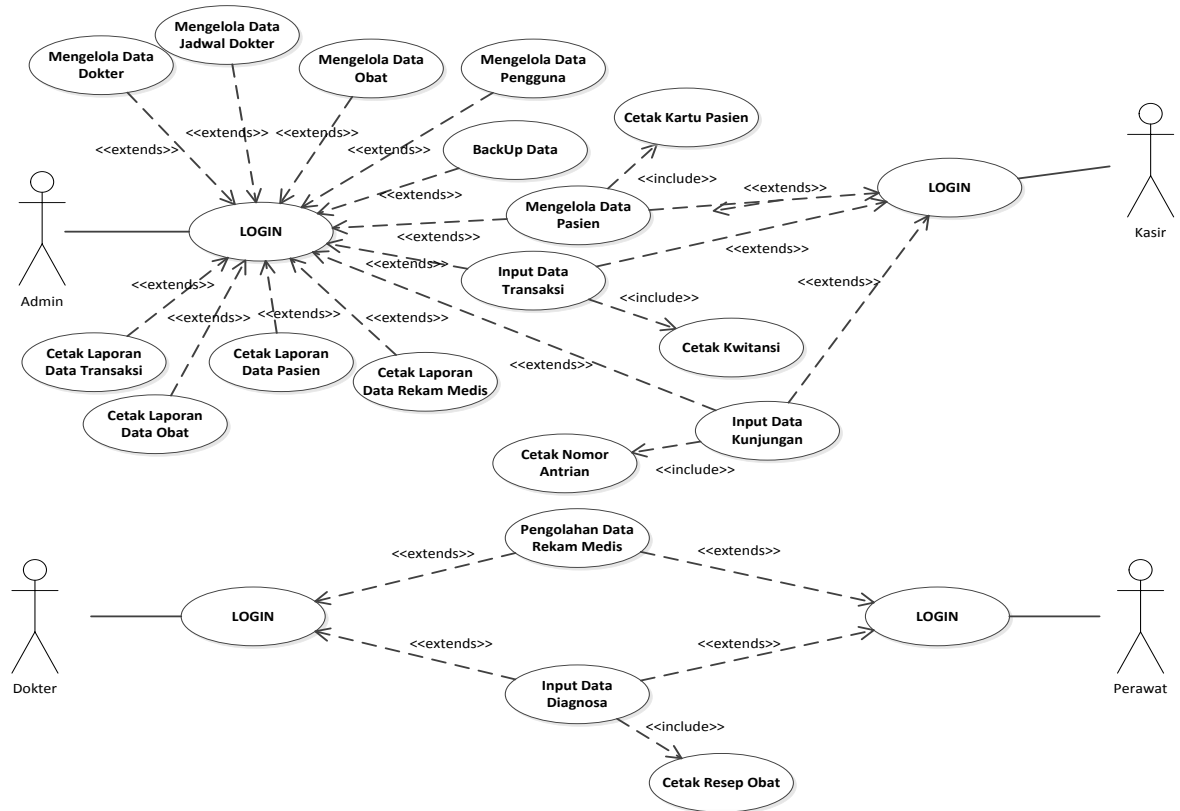 Mengelola Data
Jadwal Dokter
Mengelola Data
Dokter
Mengelola Data
Obat
Mengelola Data
Pengguna
Cetak Kartu Pasien
<<extends>>
<<extends>>
<<extends>>
<<extends>>
BackUp Data
<<include>>
<<extends>>
LOGIN
Kasir
Mengelola Data
Pasien
LOGIN
Admin
<<extends>>
<<extends>>
<<extends>>
Input Data
Transaksi
<<extends>>
<<extends>>
<<extends>>
<<extends>>
<<extends>>
<<include>>
Cetak Kwitansi
Cetak Laporan
Data Transaksi
Cetak Laporan
Data Pasien
Cetak Laporan
Data Rekam Medis
<<extends>>
Cetak Laporan
Data Obat
Input Data
Kunjungan
Cetak Nomor
Antrian
<<include>>
Pengolahan Data
Rekam Medis
<<extends>>
<<extends>>
LOGIN
LOGIN
Dokter
Perawat
<<extends>>
<<extends>>
Input Data
Diagnosa
<<include>>
Cetak Resep Obat